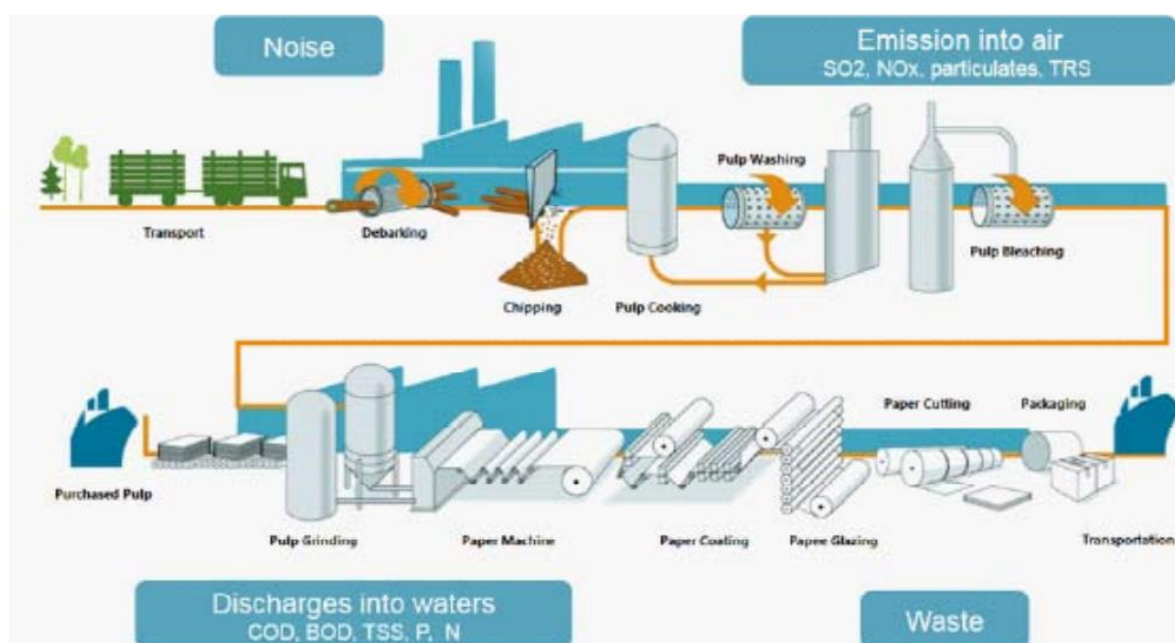 Noise
Emission into air
SO2, NOx, particulates, TRS
Pulp Washing
Transport
Debarking
Pulp Bleaching
Chipping
Pulp Cooking
Paper Cutting
Packaging
Purchased Pulp
Pulp Grinding
Paper Machine
Paper Coating
Papee Glazing
Transportation
Discharges into waters
COD, BOD, TSS, P, N
Waste